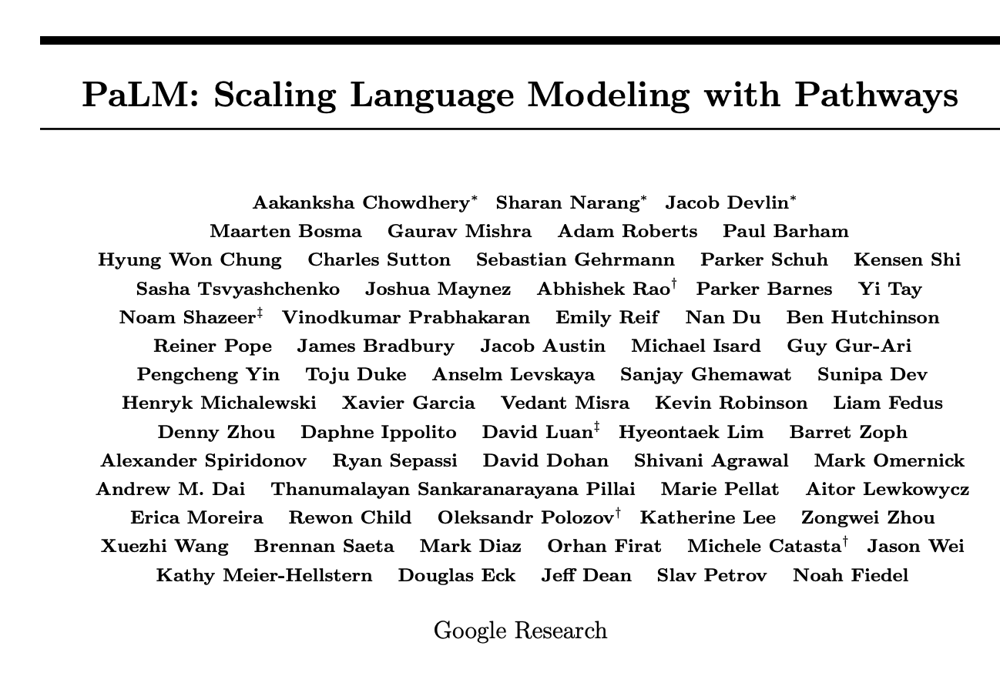 PaLM: Scaling Language Modeling with Pathways
Aakanksha Chowdhery* Sharan Narang* Jacob Devlin*
Maarten Bosma Gaurav Mishra Adam Roberts Paul Barham
Hyung Won Chung Charles Sutton Sebastian Gehrmann Parker Schuh Kensen Shi
Sasha Tsvyashchenko Joshua Maynez Abhishek Rao† Parker Barnes Yi Tay
Noam Shazeer‡ Vinodkumar Prabhakaran Emily Reif Nan Du Ben Hutchinson
Reiner Pope James Bradbury Jacob Austin Michael Isard Guy Gur-Ari
Pengcheng Yin Toju Duke Anselm Levskaya Sanjay Ghemawat Sunipa Dev
Henryk Michalewski Xavier Garcia Vedant Misra Kevin Robinson Liam Fedus
Denny Zhou Daphne Ippolito David Luan‡ Hyeontaek Lim Barret Zoph
Alexander Spiridonov Ryan Sepassi David Dohan Shivani Agrawal Mark Omernick
Andrew M. Dai Thanumalayan Sankaranarayana Pillai Marie Pellat Aitor Lewkowycz
Erica Moreira Rewon Child Oleksandr Polozov† Katherine Lee Zongwei Zhou
Xuezhi Wang Brennan Saeta Mark Diaz Orhan Firat Michele Catasta† Jason Wei
Kathy Meier-Hellstern Douglas Eck Jeff Dean Slav Petrov Noah Fiedel
Google Research